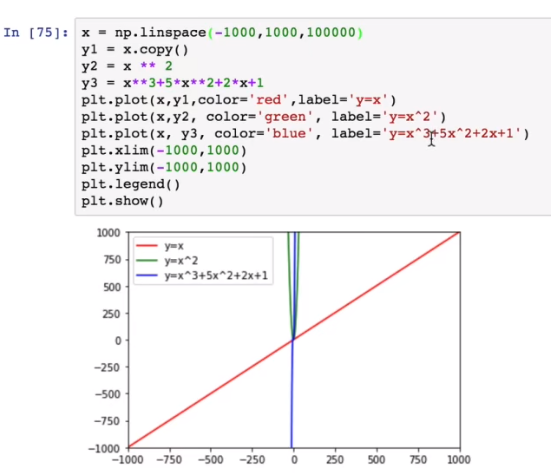 In [75]: x = np.linspace(-1000,1000,100000)
y1 = x.copy()
y2 = x ** 2
y3 = x**3+5*x**2+2*x+1
plt.plot(x,y1,color='red',label='y=x')
plt.plot(x,y2, color='green', label='y=x^2')
plt.plot(x, y3, color='blue', label='y=x^3+5x^2+2x+1')
plt.xlim(-1000,1000)
plt.ylim(-1000,1000)
plt.legend()
plt.show()
1000
750
500
250
0
−250
−500
−750
−1000
y=x
y=x^2
y=x^3+5x^2+2x+1
−1000 −750 −500 −250 0 250 500 750 1000